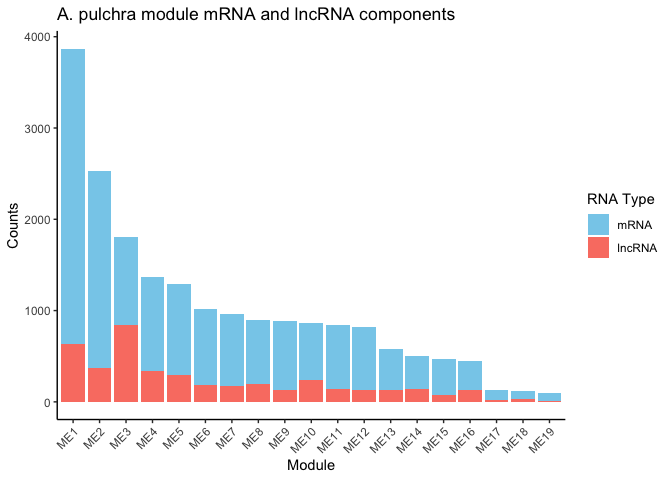 A. pulchra module mRNA and lncRNA components
4000
3000
2000
1000
0
Counts
ME1
ME2
ME3
ME4
ME5
ME6
ME7
ME8
ME9
ME10
ME11
ME12
ME13
ME14
ME15
ME16
ME17
ME18
ME19
Module
RNA Type
mRNA
lncRNA